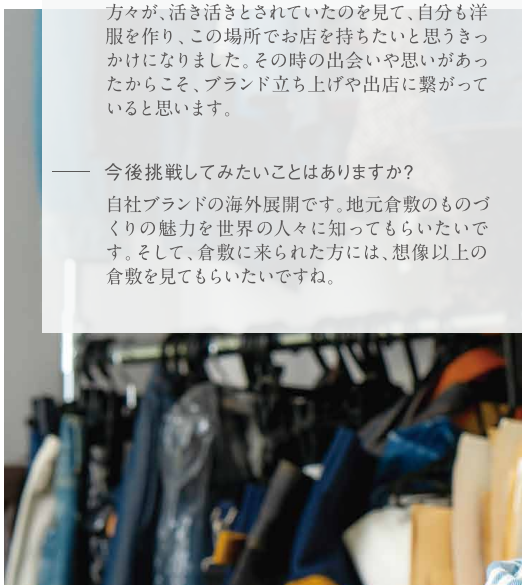 方々が、活き活きとされていたのを見て、自分も洋
服を作り、この場所でお店を持ちたいと思うきっ
かけになりました。その時の出会いや思いがあっ
たからこそ、ブランド立ち上げや出店に繋がって
いると思います。
今後挑戦してみたいことはありますか?
自社ブランドの海外展開です。地元倉敷のものづ
くりの魅力を世界の人々に知ってもらいたいで
す。そして、倉敷に来られた方には、想像以上の
倉敷を見てもらいたいですね。